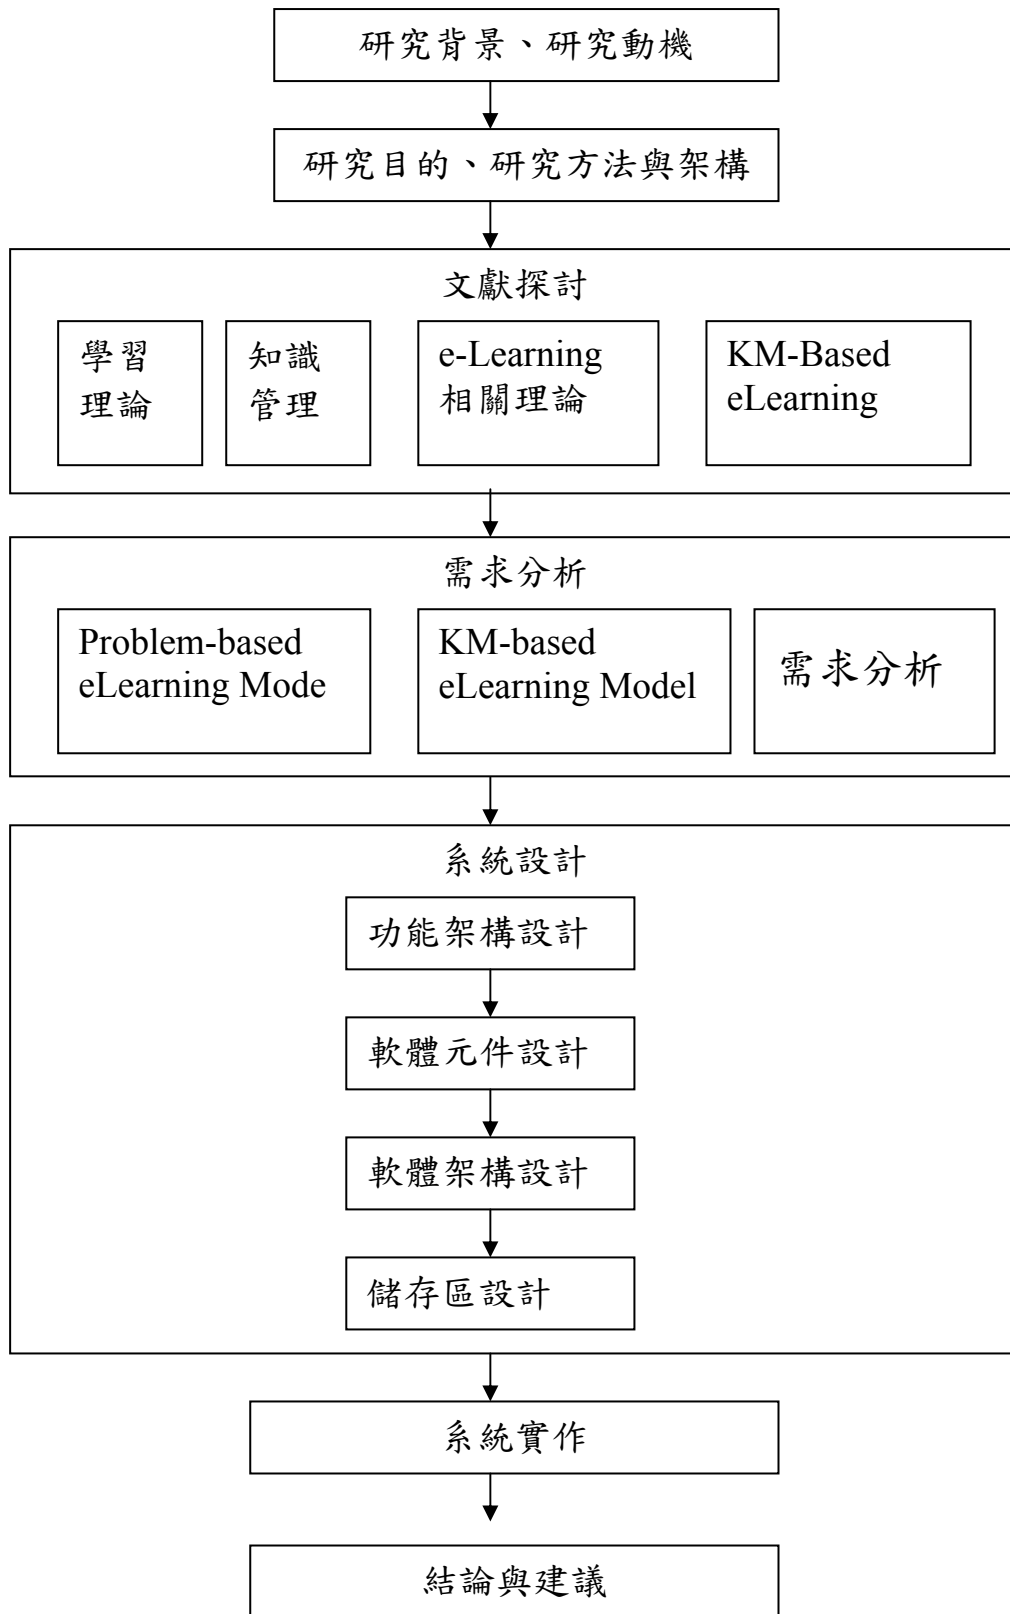 研究背景、研究動機
研究目的、研究方法與架構
文獻探討
學習
理論
知識
管理
e-Learning
相關理論
KM-Based
eLearning
需求分析
Problem-based
eLearning Mode
KM-based
eLearning Model
需求分析
系統設計
功能架構設計
軟體元件設計
軟體架構設計
儲存區設計
系統實作
結論與建議